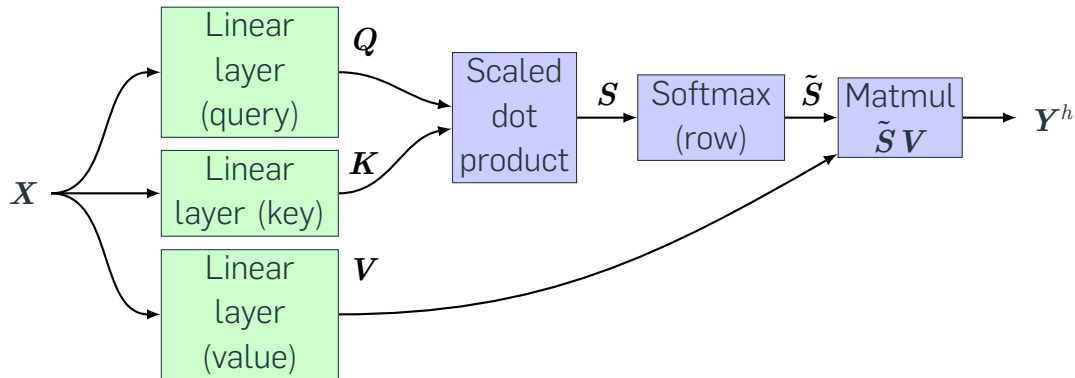 X
Linear
layer
(query)
Linear
layer (key)
Linear
layer
(value)
Q
K
V
Scaled
dot
product
S
Softmax
(row)
S̃
Matmul
S̃ V
Y^h